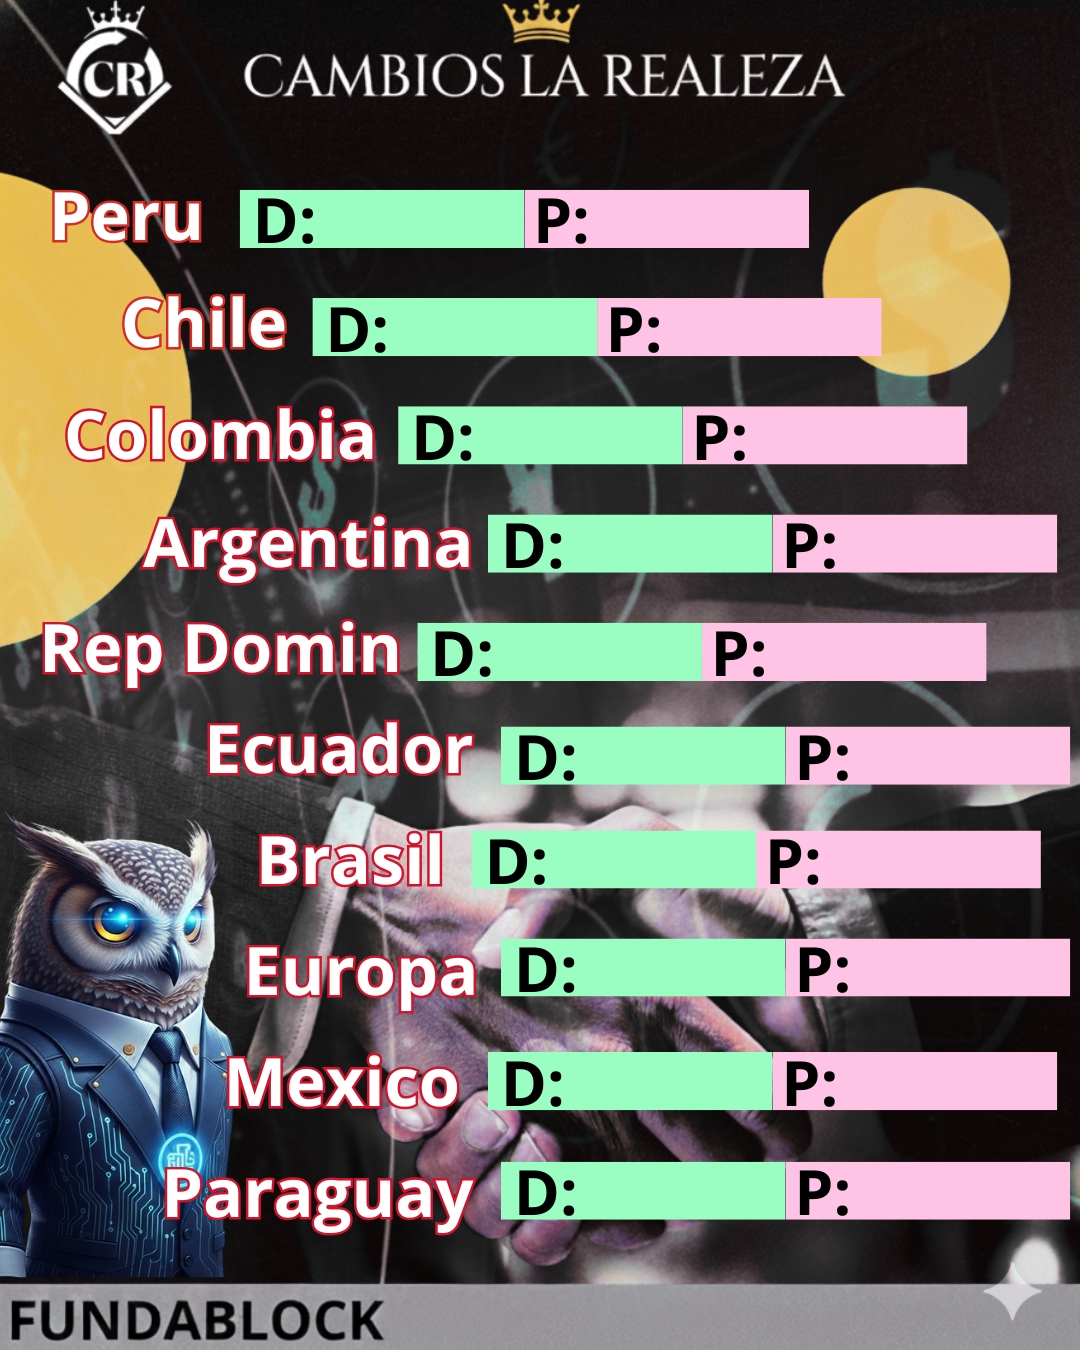 CR
CAMBIOS LA REALEZA
Peru D: P:
Chile D: P:
Colombia D: P:
Argentina D: P:
Rep Domin D: P:
Ecuador D: P:
Brasil D: P:
Europa D: P:
Mexico D: P:
Paraguay D: P:
FUNDABLOCK